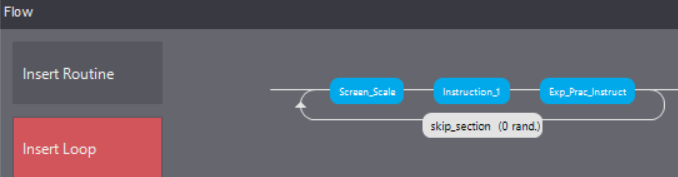 Flow
Insert Routine
Insert Loop
Screen_Scale
Instruction_1
Exp_Prac_Instruct
skip_section (0 rand.)